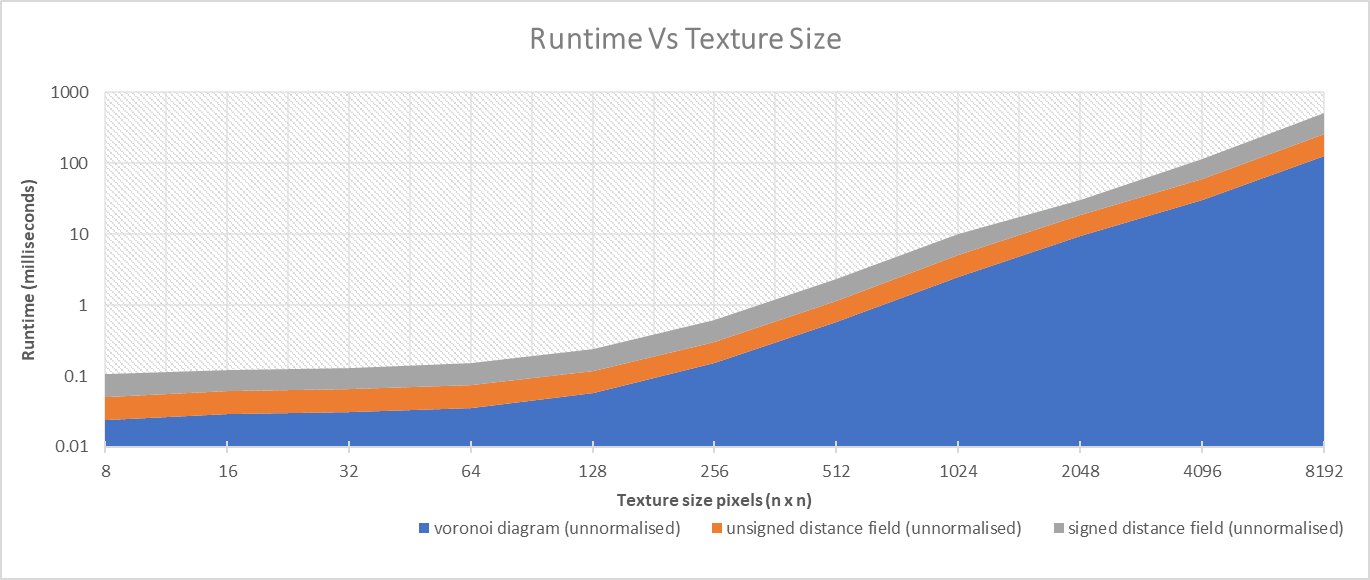 Runtime Vs Texture Size
1000
100
10
1
0.1
0.01
Runtime (milliseconds)
8 16 32 64 128 256 512 1024 2048 4096 8192
Texture size pixels (n x n)
voronoi diagram (unnormalised) unsigned distance field (unnormalised) signed distance field (unnormalised)